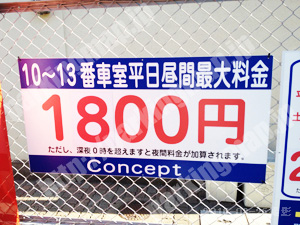 10〜13番車室平日昼間最大料金
1800円
ただし、深夜0時を超えますと夜間料金が加算されます。
Concept